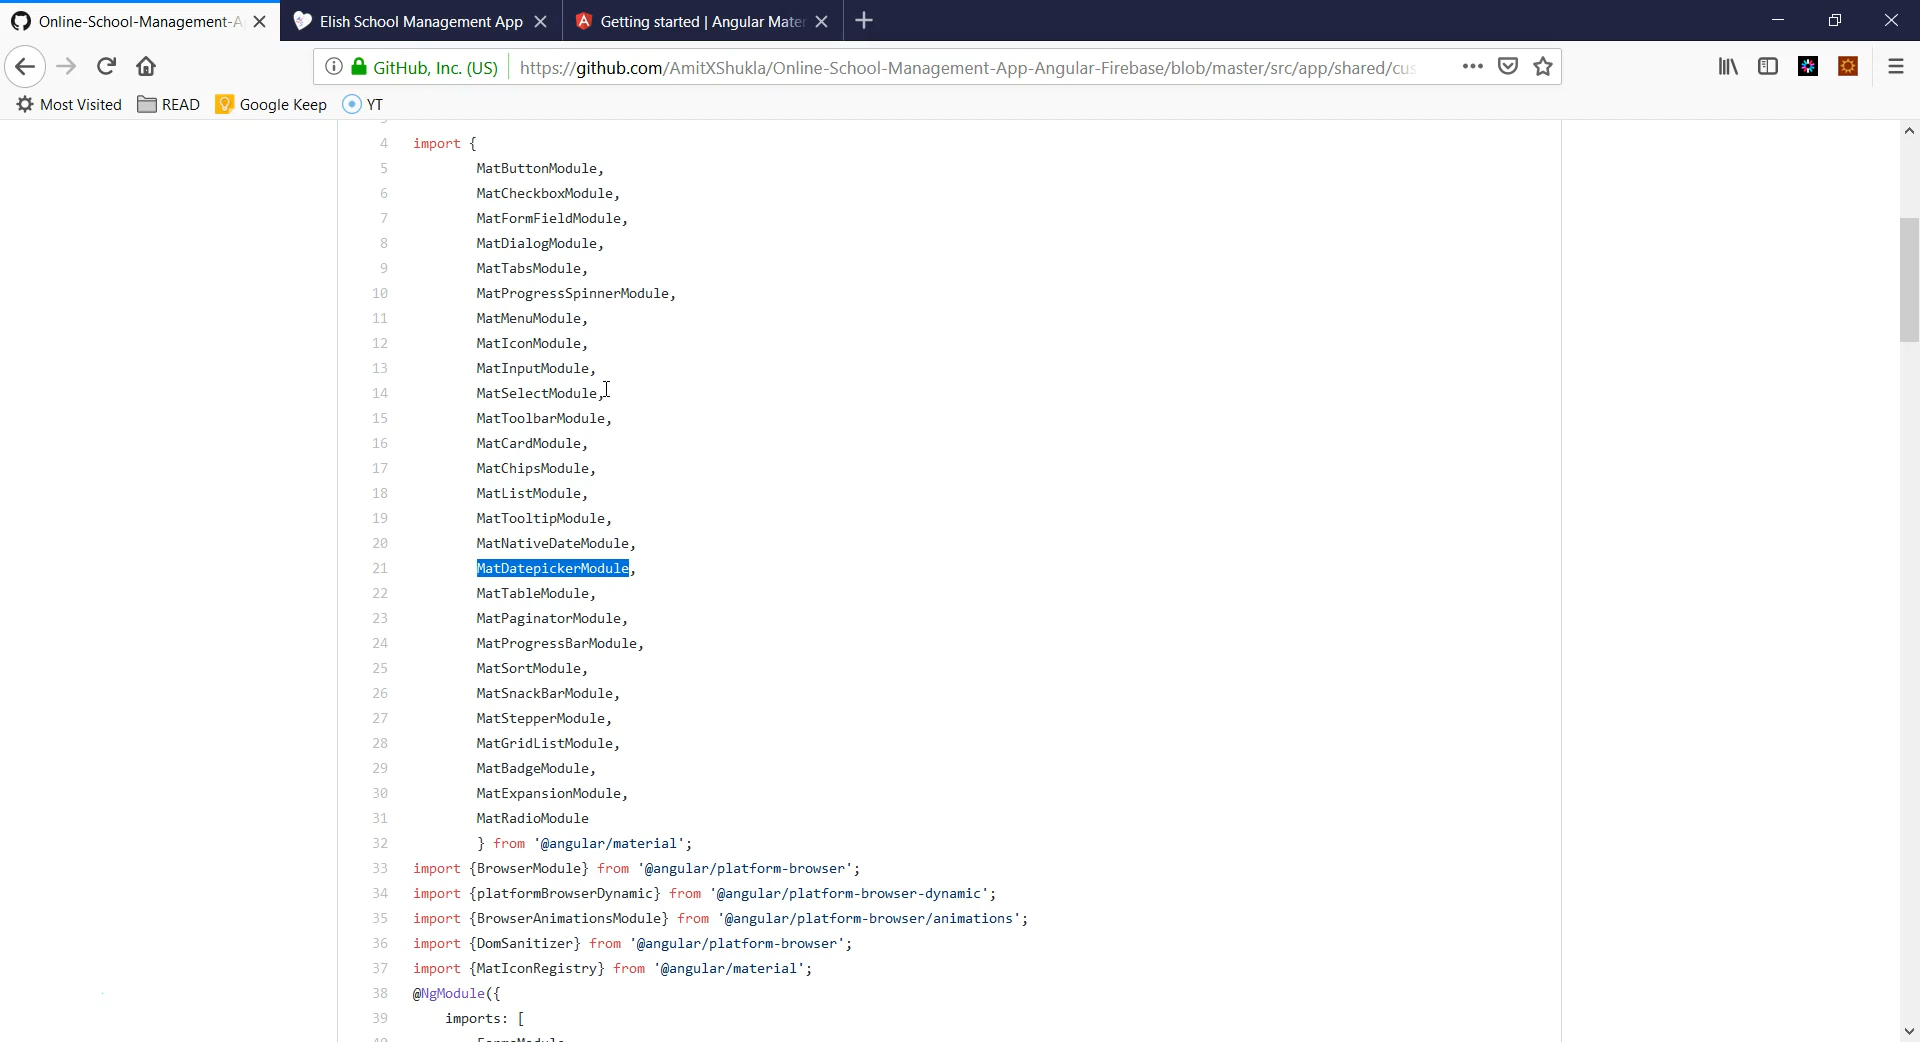 Online-School-Management-A
Elish School Management App
Getting started | Angular Mater
GitHub, Inc. (US)
https://github.com/AmitXShukla/Online-School-Management-App-Angular-Firebase/blob/master/src/app/shared/cus
Most Visited
READ
Google Keep
YT
4 import {
5 MatButtonModule,
6 MatCheckboxModule,
7 MatFormFieldModule,
8 MatDialogModule,
9 MatTabsModule,
10 MatProgressSpinnerModule,
11 MatMenuModule,
12 MatIconModule,
13 MatInputModule,
14 MatSelectModule,
15 MatToolbarModule,
16 MatCardModule,
17 MatChipsModule,
18 MatListModule,
19 MatTooltipModule,
20 MatNativeDateModule,
21 MatDatepickerModule,
22 MatTableModule,
23 MatPaginatorModule,
24 MatProgressBarModule,
25 MatSortModule,
26 MatSnackBarModule,
27 MatStepperModule,
28 MatGridListModule,
29 MatBadgeModule,
30 MatExpansionModule,
31 MatRadioModule
32 } from '@angular/material';
33 import {BrowserModule} from '@angular/platform-browser';
34 import {platformBrowserDynamic} from '@angular/platform-browser-dynamic';
35 import {BrowserAnimationsModule} from '@angular/platform-browser/animations';
36 import {DomSanitizer} from '@angular/platform-browser';
37 import {MatIconRegistry} from '@angular/material';
38 @NgModule({
39 imports: [